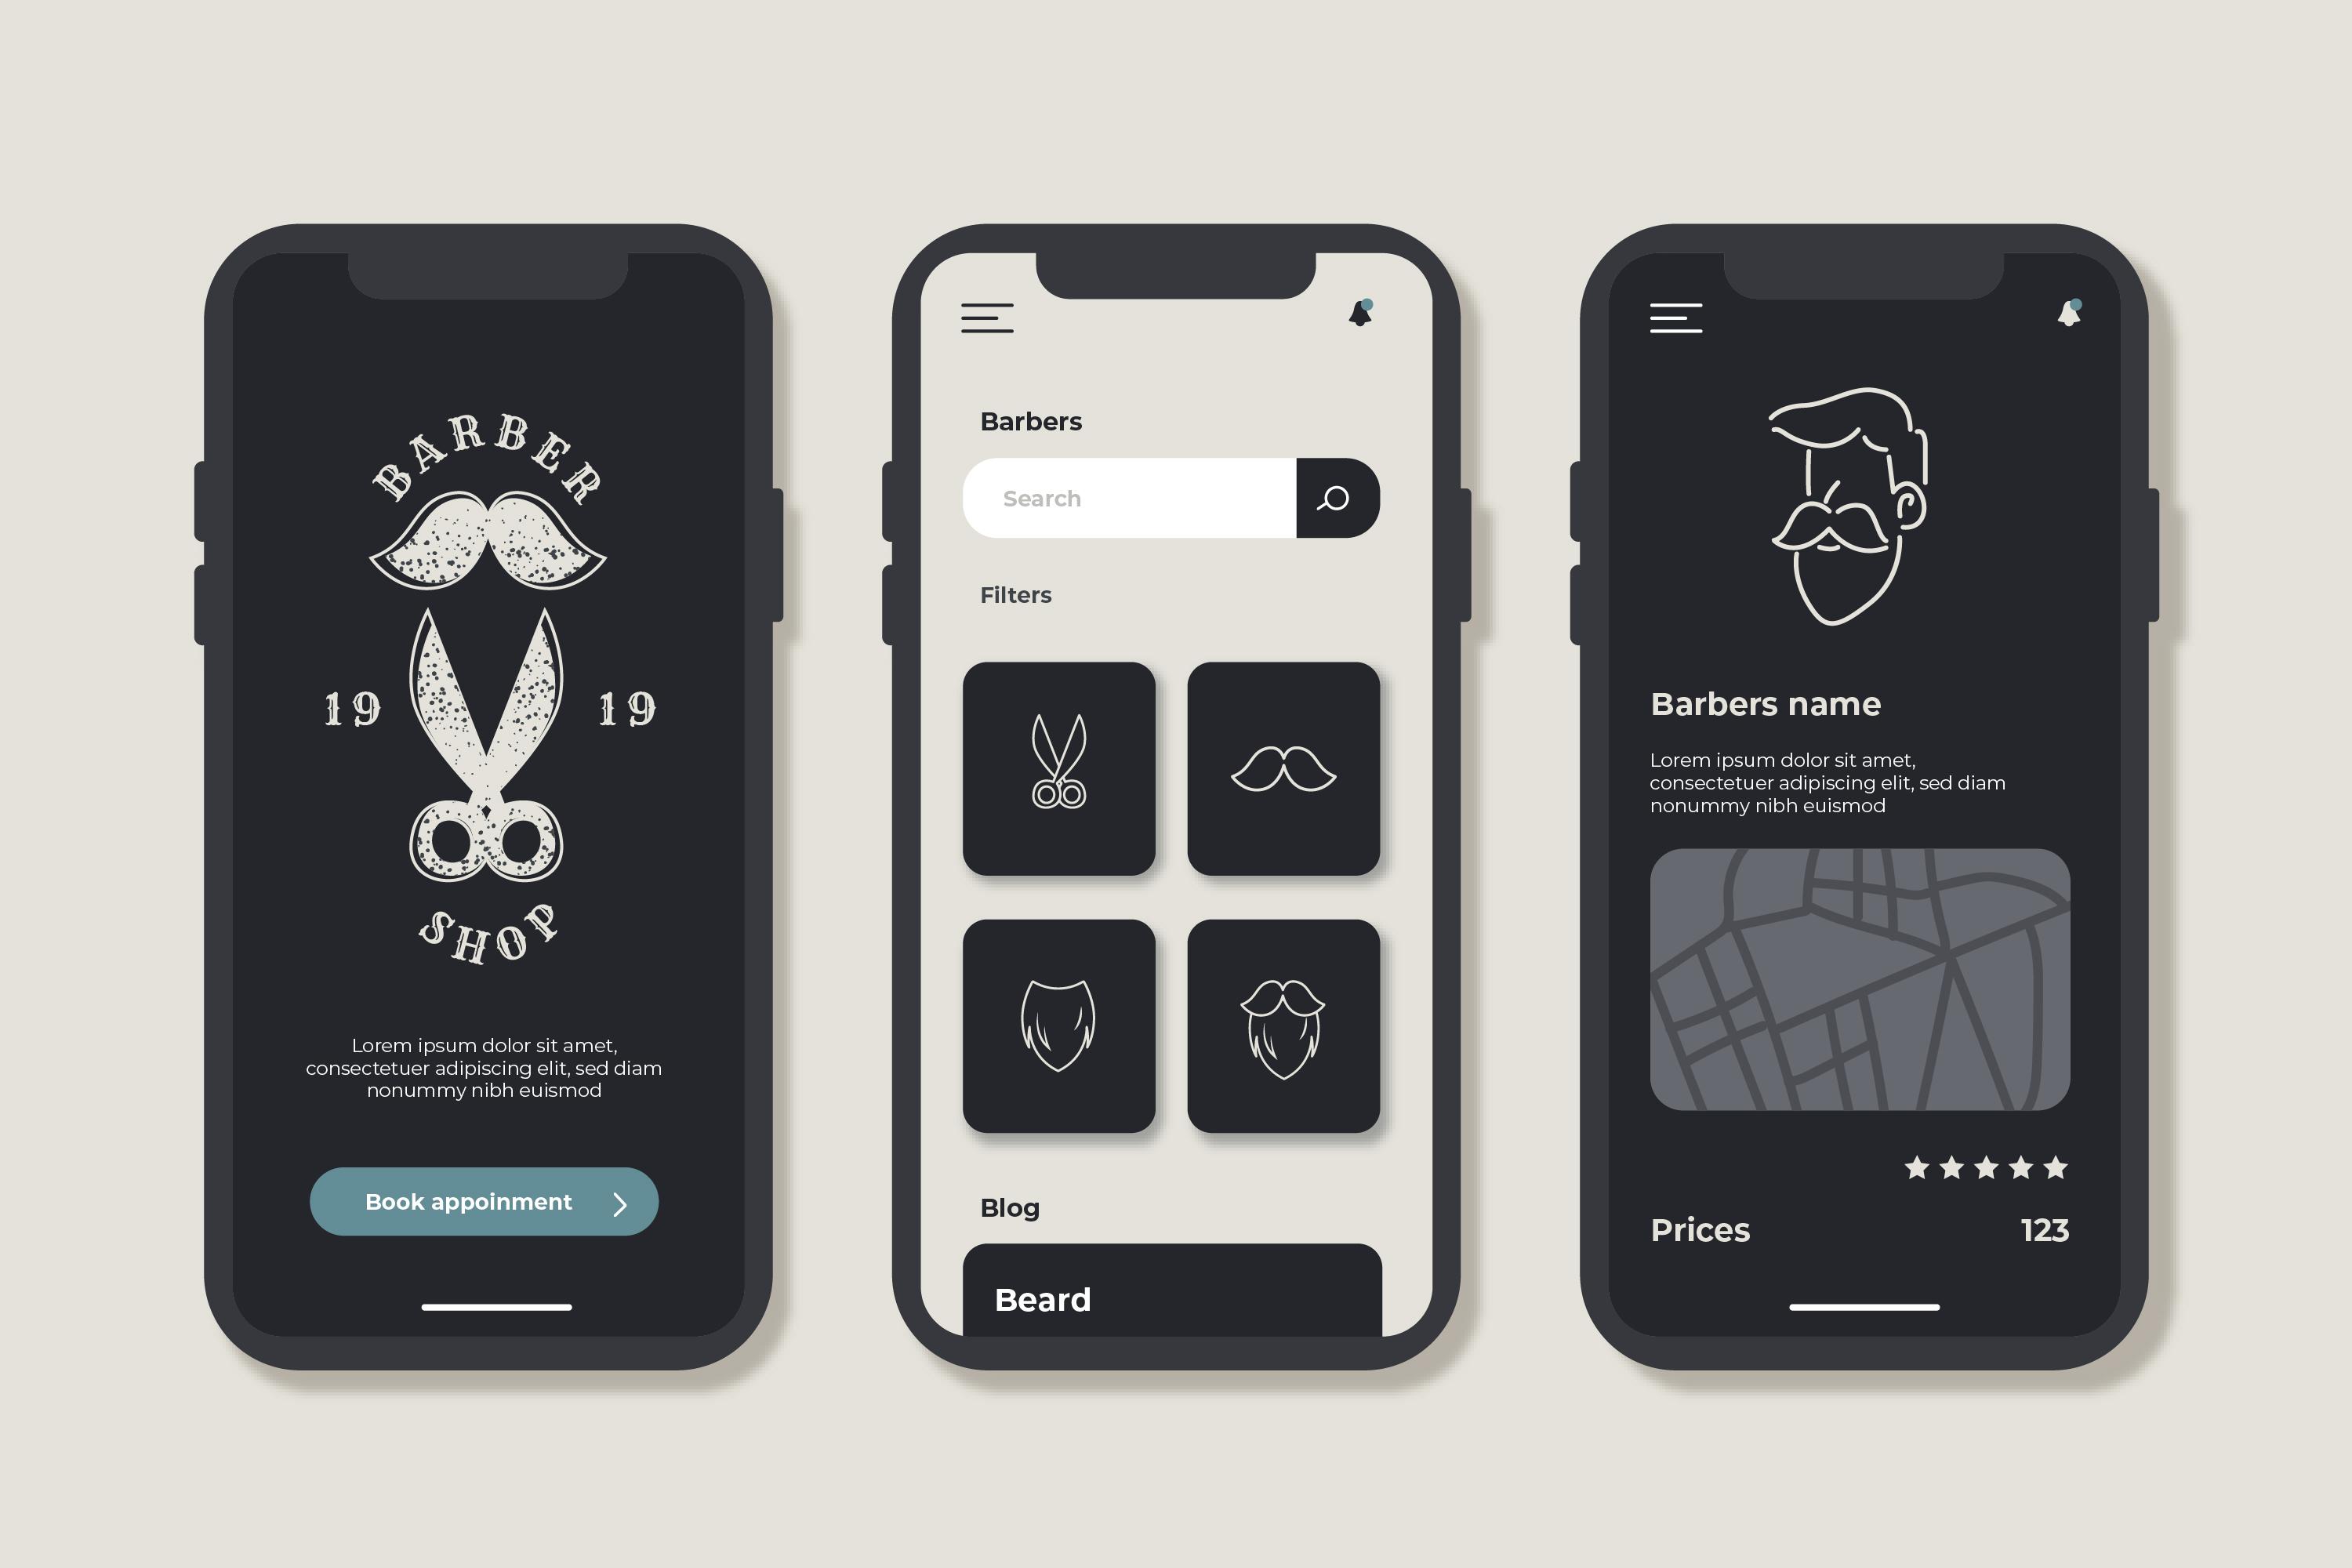 BARBER
19 19
SHOP
Lorem ipsum dolor sit amet,
consectetuer adipiscing elit, sed diam
nonummy nibh euismod
Book appoinment
Barbers
Search
Filters
Blog
Beard
Barbers name
Lorem ipsum dolor sit amet,
consectetuer adipiscing elit, sed diam
nonummy nibh euismod
Prices 123